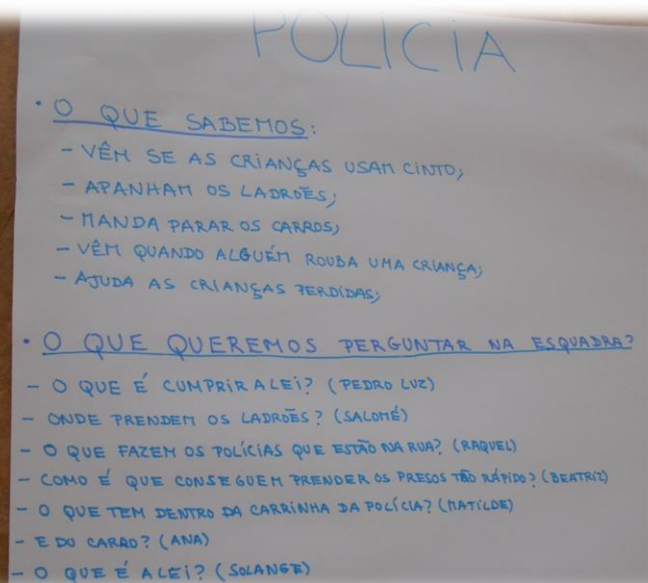 POLÍCIA
• O QUE SABEMOS:
- VÊM SE AS CRIANÇAS USAM CINTO;
- APANHAM OS LADRÕES;
- MANDA PARAR OS CARROS;
- VÊM QUANDO ALGUÉM ROUBA UMA CRIANÇA;
- AJUDA AS CRIANÇAS PERDIDAS;
• O QUE QUEREMOS PERGUNTAR NA ESQUADRA?
- O QUE É CUMPRIR A LEI? (PEDRO LUZ)
- ONDE PRENDEM OS LADRÕES? (SALOMÉ)
- O QUE FAZEM OS POLÍCIAS QUE ESTÃO NA RUA? (RAQUEL)
- COMO É QUE CONSEGUEM PRENDER OS PRESOS TÃO RÁPIDO? (BEATRIZ)
- O QUE TEM DENTRO DA CARRINHA DA POLÍCIA? (MATILDE)
- E DO CARRO? (ANA)
- O QUE É A LEI? (SOLANGE)